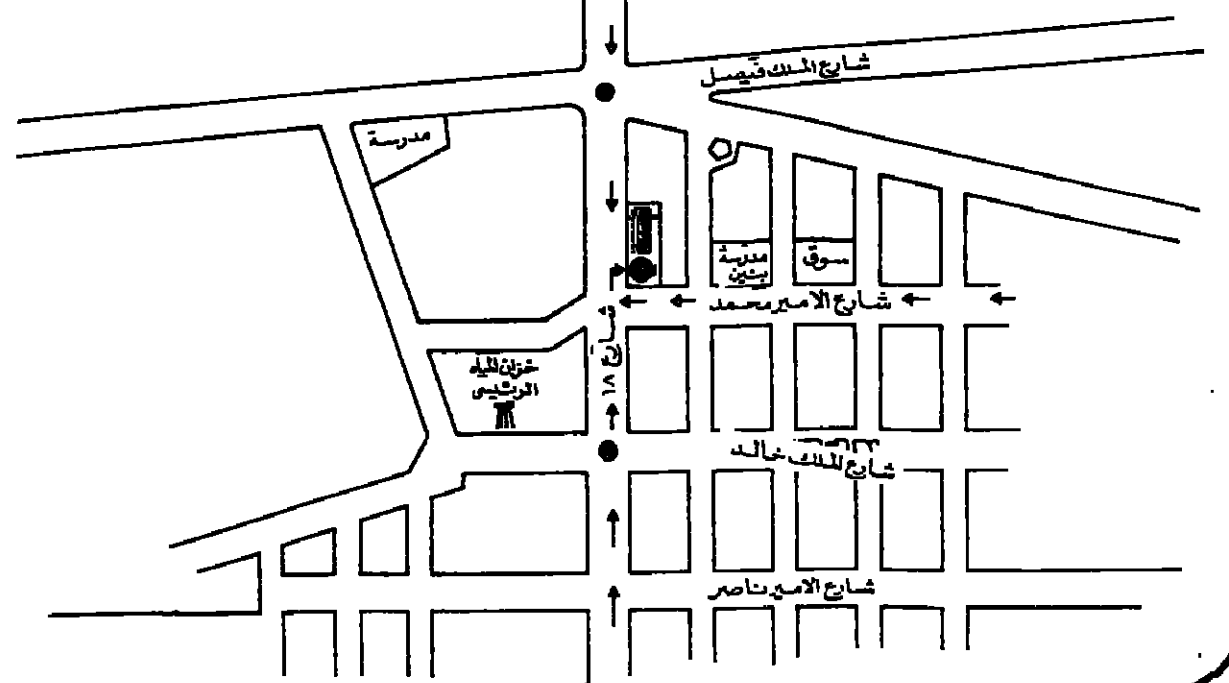 شارع الملك فيصل
مدرسة
مدرسة
بنين
سوق
شارع الامير محمد
شارع ١٨
خزان المياه
الرئيسى
شارع الملك خالد
شارع الامير ناصر